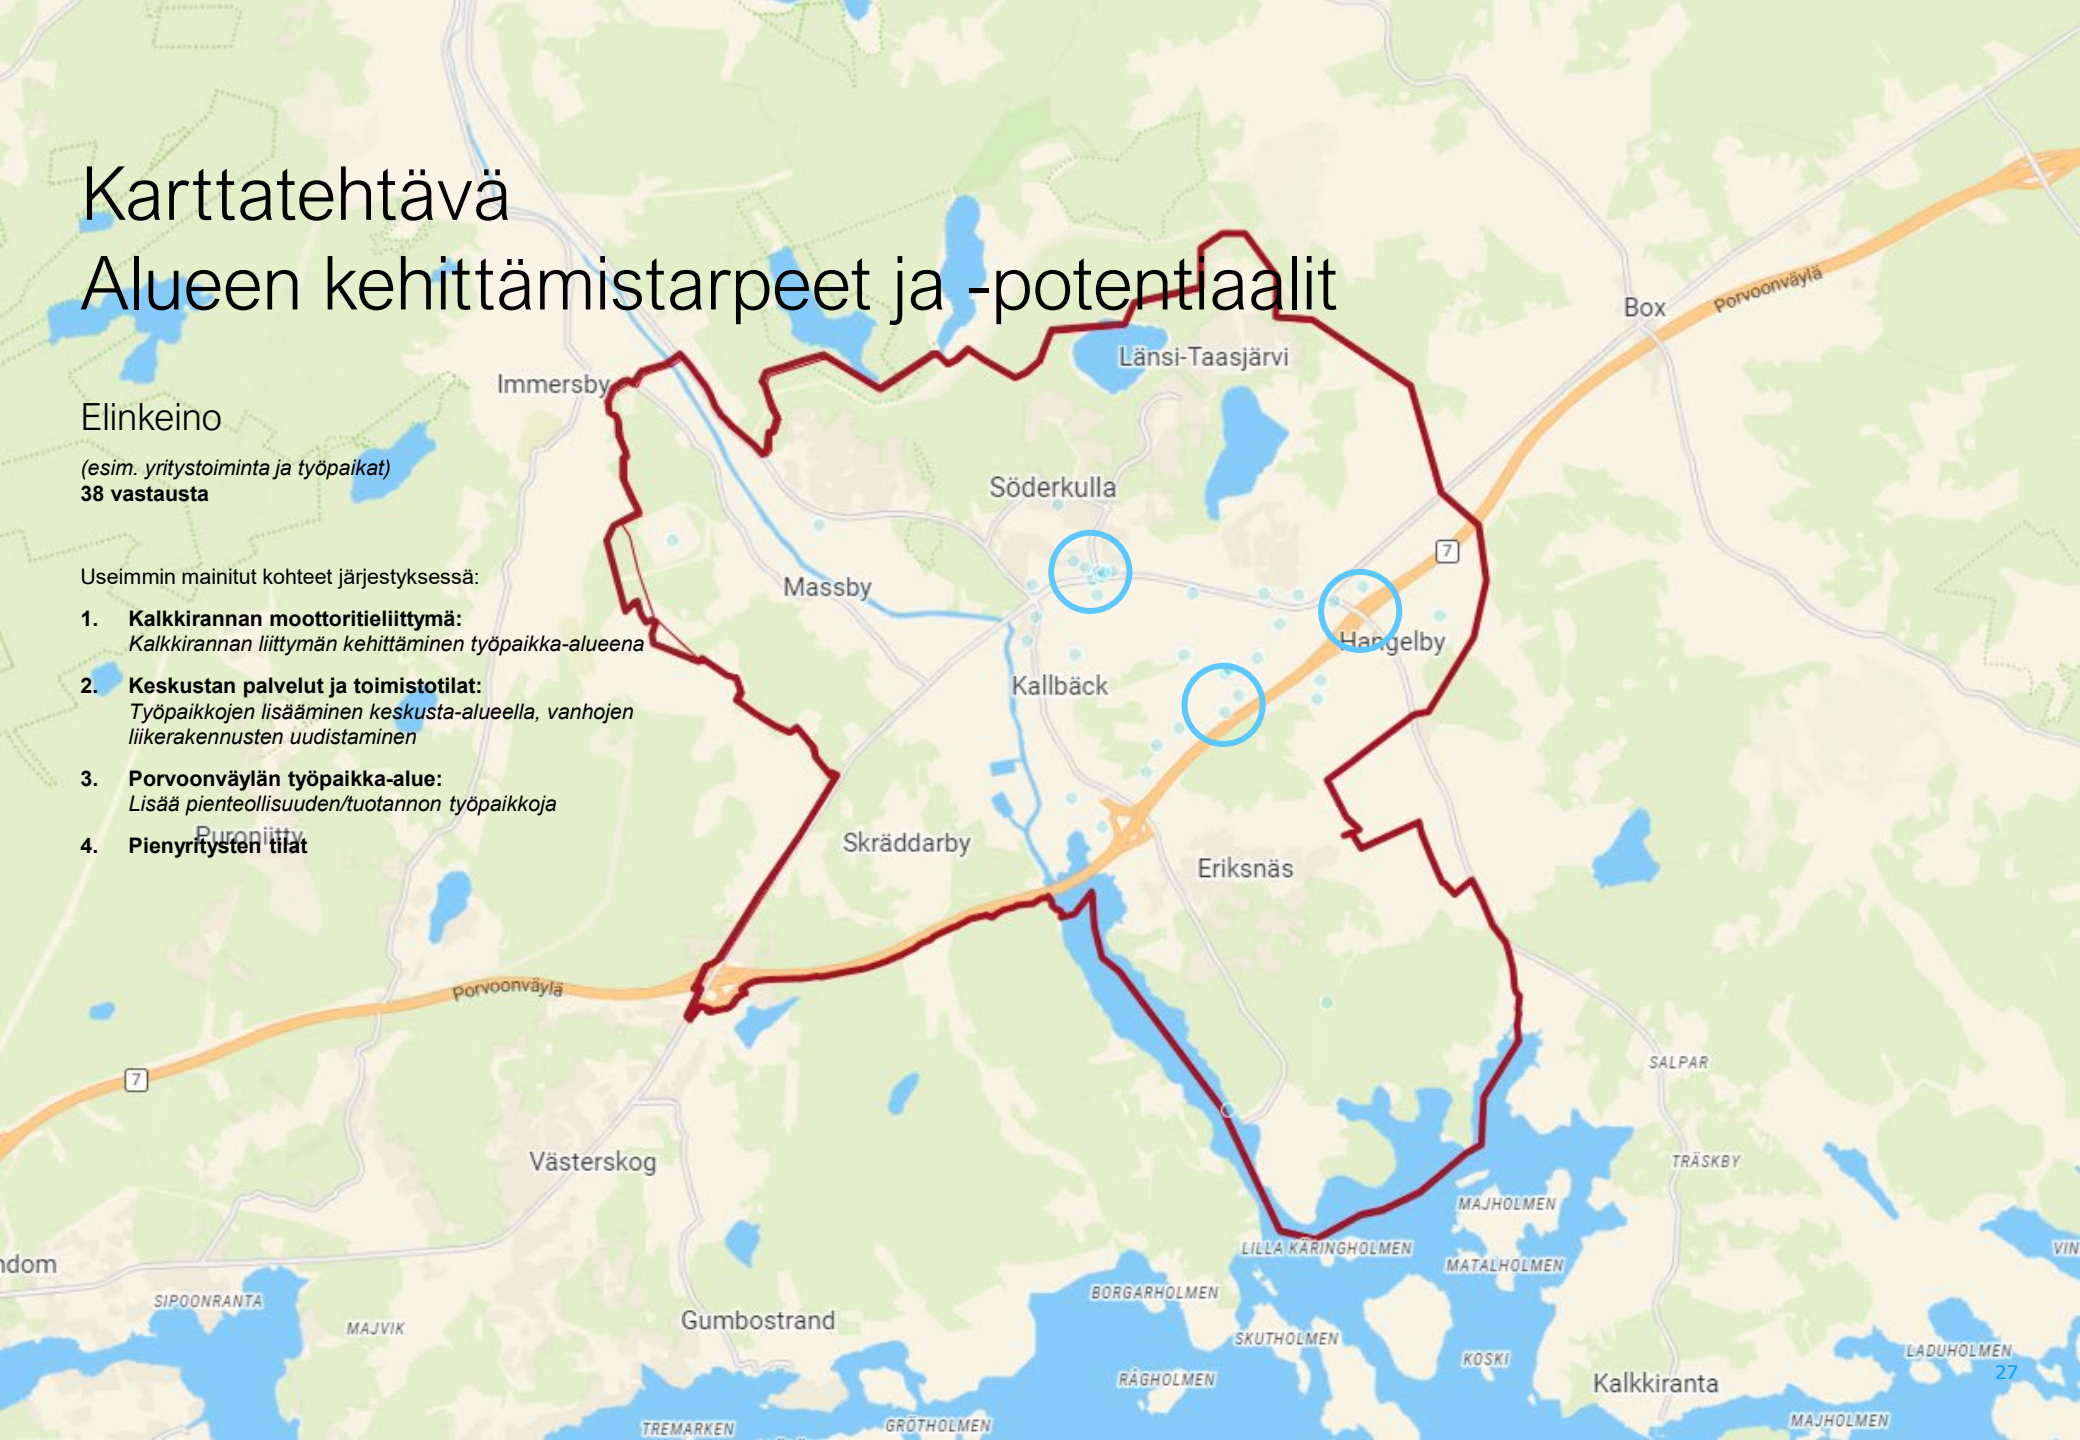 Karttatehtävä
Alueen kehittämistarpeet ja -potentiaalit
Elinkeino
(esim. yritystoiminta ja työpaikat)
38 vastausta
Useimmin mainitut kohteet järjestyksessä:
1. Kalkkirannan moottoritieliittymä:
Kalkkirannan liittymän kehittäminen työpaikka-alueena
2. Keskustan palvelut ja toimistotilat:
Työpaikkojen lisääminen keskusta-alueella, vanhojen
liikerakennusten uudistaminen
3. Porvoonväylän työpaikka-alue:
Lisää pienteollisuuden/tuotannon työpaikkoja
4. Pienyritysten tilat
Puroniitty
Box
Porvoonväylä
Länsi-Taasjärvi
Immersby
Söderkulla
7
Massby
Hangelby
Kallbäck
Skräddarby
Eriksnäs
Porvoonväylä
7
SALPAR
Västerskog
TRÄSKBY
MAJHOLMEN
LILLA KÄRINGHOLMEN
MATALHOLMEN
VIN
ndom
SIPOONRANTA
BORGARHOLMEN
MAJVIK
Gumbostrand
SKUTHOLMEN
KOSKI
LADUHOLMEN
27
RÅGHOLMEN
Kalkkiranta
TREMARKEN
GRÖTHOLMEN
MAJHOLMEN